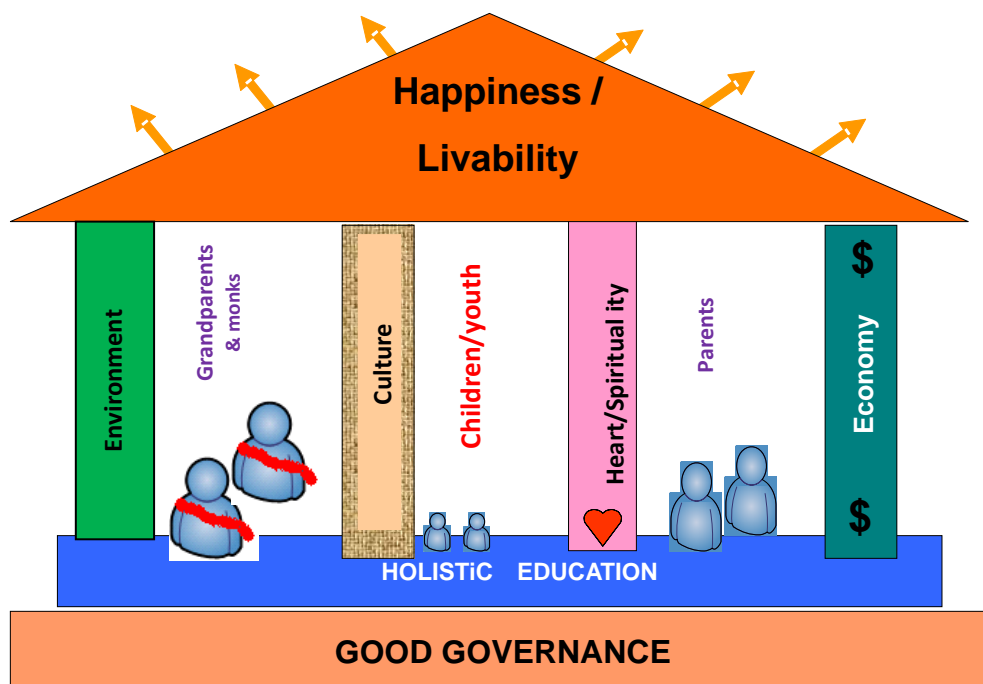 Happiness /
Livability
Environment
Grandparents
& monks
Culture
Children/youth
Heart/Spiritual ity
Parents
$
Economy
$
HOLISTiC EDUCATION
GOOD GOVERNANCE